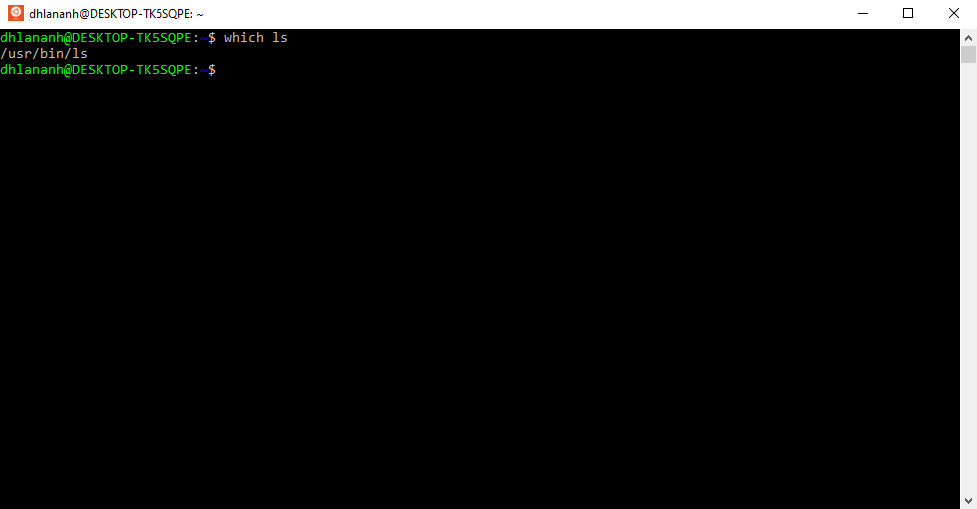 dhlananh@DESKTOP-TK5SQPE: ~
dhlananh@DESKTOP-TK5SQPE:~$ which ls
/usr/bin/ls
dhlananh@DESKTOP-TK5SQPE:~$